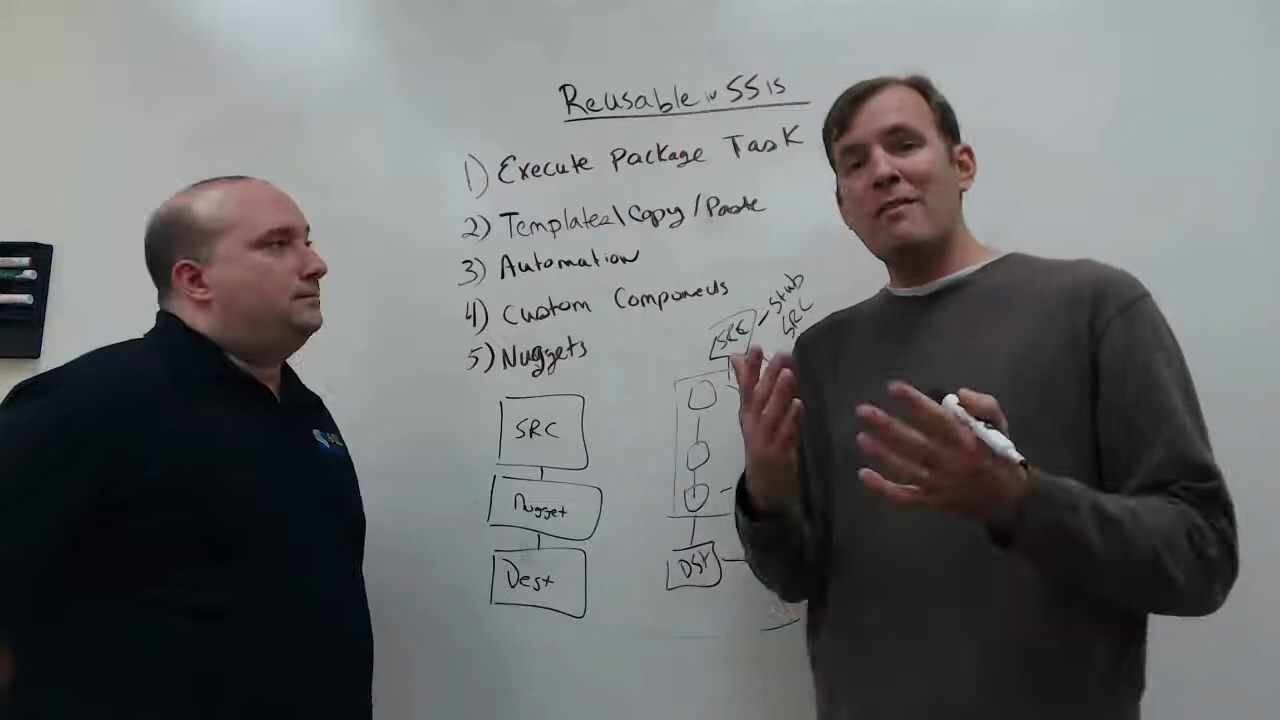 Reusable in SSIS
1) Execute Package Task
2) Templates/Copy/Paste
3) Automation
4) Custom Componeus
5) Nuggets
SRC - Stub
SRC
SRC
Nugget
Dest
DST